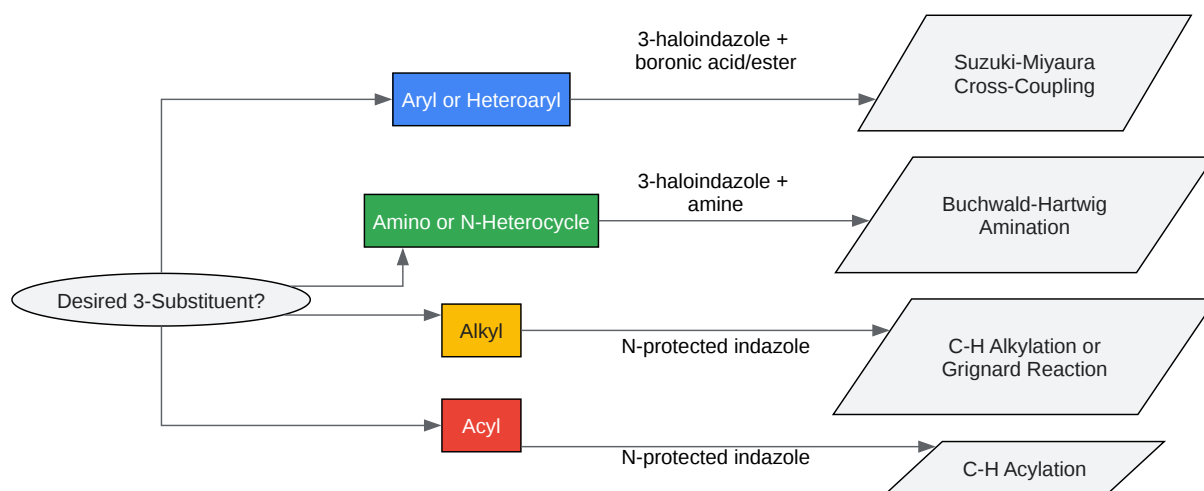 3-haloindazole +
boronic acid/ester
Suzuki-Miyaura
Cross-Coupling
Aryl or Heteroaryl
3-haloindazole +
amine
Buchwald-Hartwig
Amination
Amino or N-Heterocycle
Desired 3-Substituent?
Alkyl
N-protected indazole
C-H Alkylation or
Grignard Reaction
Acyl
N-protected indazole
C-H Acylation